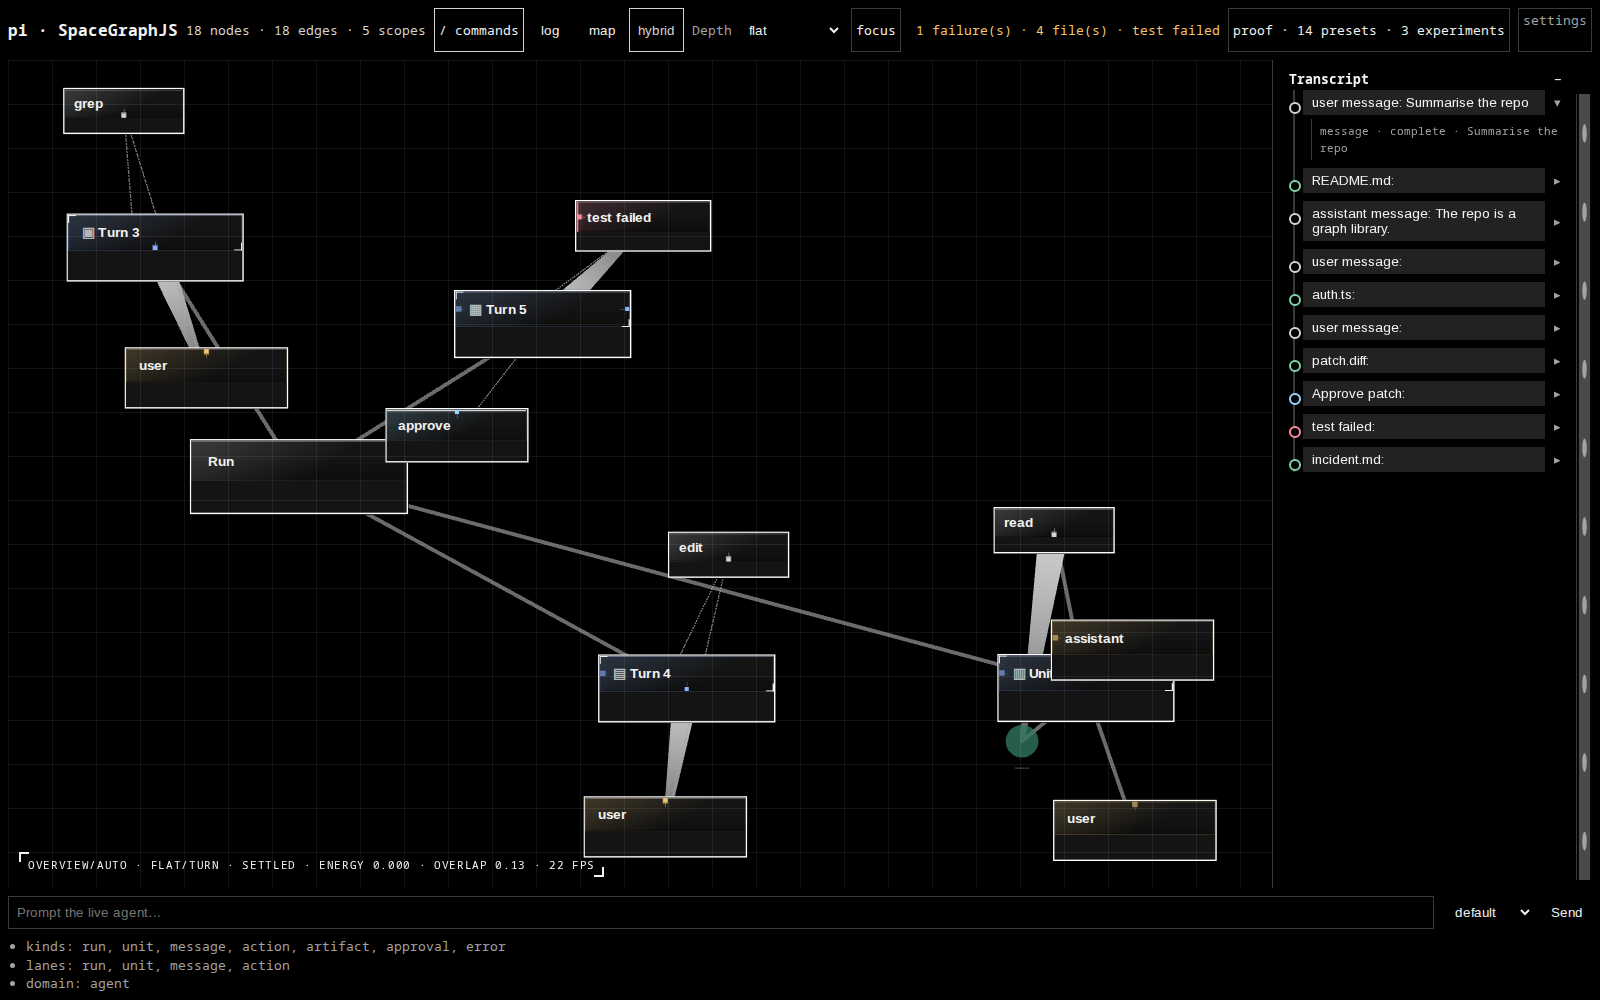 pi · SpaceGraphJS 18 nodes · 18 edges · 5 scopes / commands log map hybrid Depth flat focus 1 failure(s) · 4 file(s) · test failed proof · 14 presets · 3 experiments settings
grep
Turn 3
user
Run
test failed
Turn 5
approve
edit
Turn 4
user
read
assistant
Uni
user
OVERVIEW/AUTO · FLAT/TURN · SETTLED · ENERGY 0.000 · OVERLAP 0.13 · 22 FPS
Transcript –
user message: Summarise the repo
message · complete · Summarise the
repo
README.md:
assistant message: The repo is a
graph library.
user message:
auth.ts:
user message:
patch.diff:
Approve patch:
test failed:
incident.md:
Prompt the live agent… default Send
kinds: run, unit, message, action, artifact, approval, error
lanes: run, unit, message, action
domain: agent